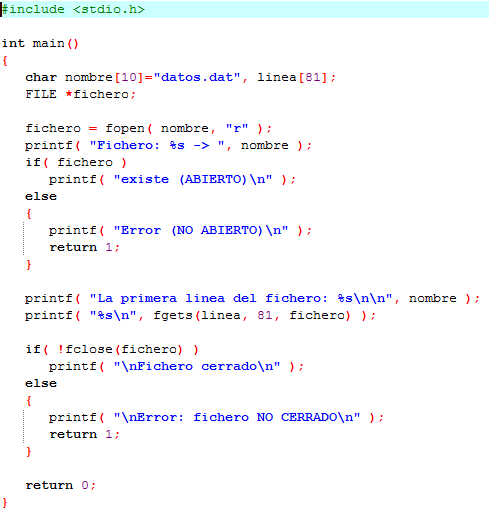 #include <stdio.h>

int main()
{
   char nombre[10]="datos.dat", linea[81];
   FILE *fichero;

   fichero = fopen( nombre, "r" );
   printf( "Fichero: %s -> ", nombre );
   if( fichero )
      printf( "existe (ABIERTO)\n" );
   else
   {
      printf( "Error (NO ABIERTO)\n" );
      return 1;
   }

   printf( "La primera linea del fichero: %s\n\n", nombre );
   printf( "%s\n", fgets(linea, 81, fichero) );

   if( !fclose(fichero) )
      printf( "\nFichero cerrado\n" );
   else
   {
      printf( "\nError: fichero NO CERRADO\n" );
      return 1;
   }

   return 0;
}